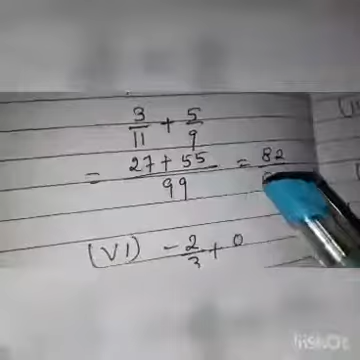 3/11 + 5/9
= 27 + 55/99 = 82
(VI) - 2/3 + 0